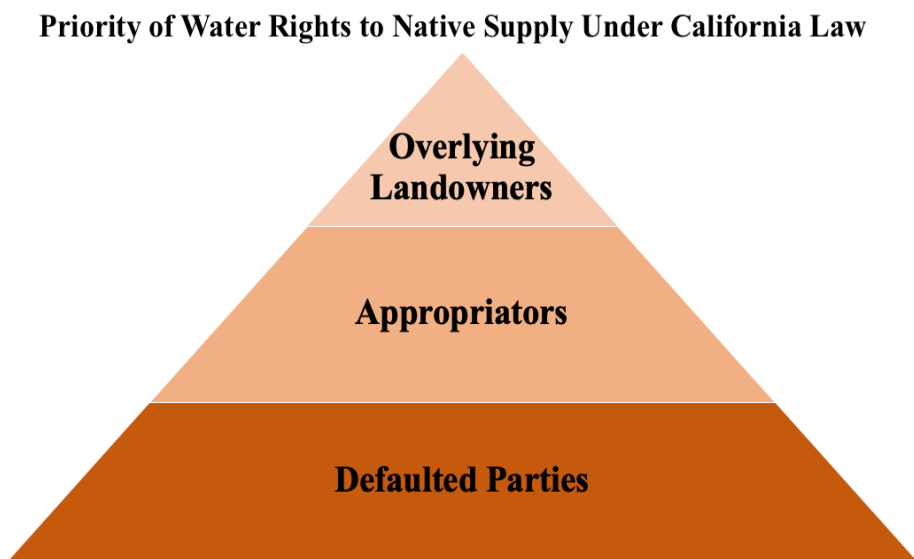 Priority of Water Rights to Native Supply Under California Law
Overlying
Landowners
Appropriators
Defaulted Parties